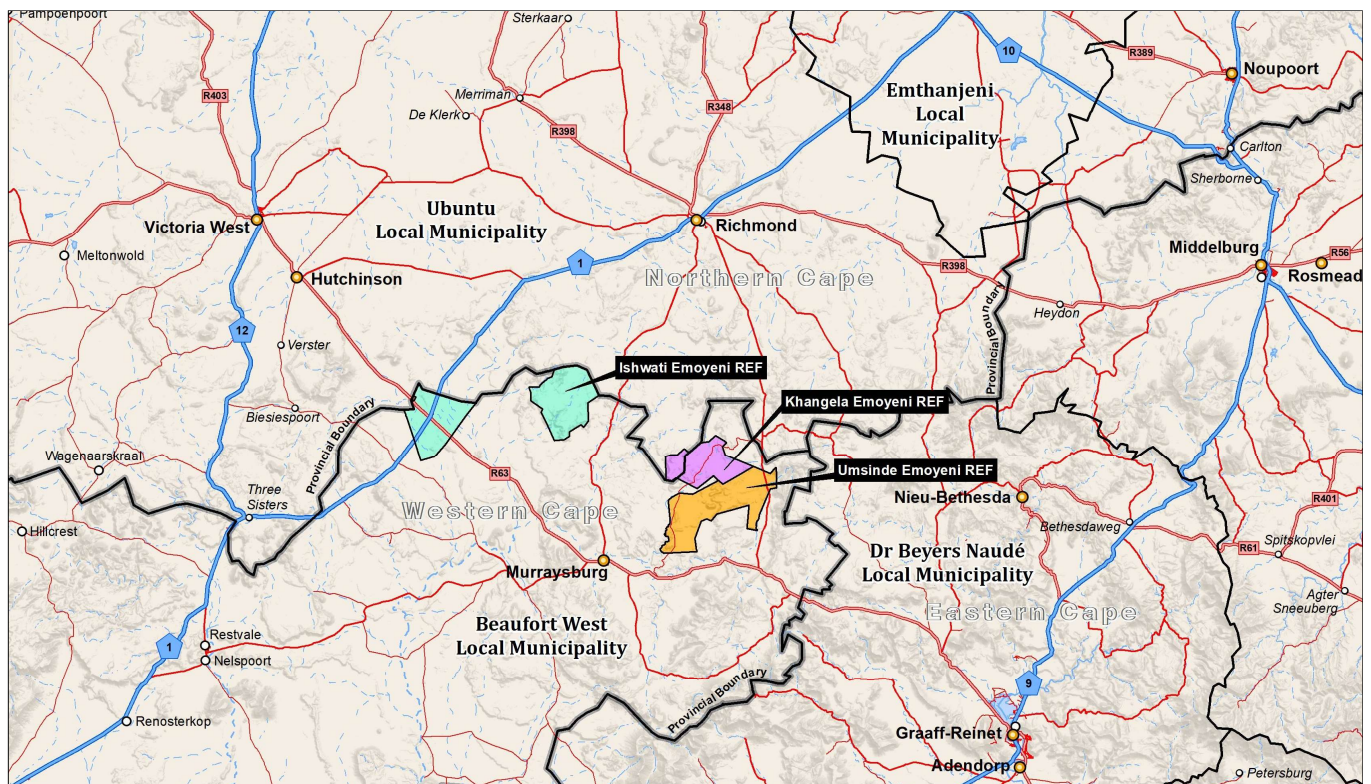 Pampoenpoort
Sterkaar
10
R389
Noupoort
R403
Merriman
De Klerk
R348
R398
Emthanjeni
Local
Municipality
Carlton
Sherborne
Victoria West
Ubuntu
Local Municipality
Richmond
Meltonwold
Middelburg
R56
Rosmead
1
R398
Hutchinson
Northern Cape
Heydon
Provincial Boundary
12
Verster
Ishwati Emoyeni REF
Khangela Emoyeni REF
Biesiespoort
Provincial Boundary
Wagenaarskraal
R63
Umsinde Emoyeni REF
Three
Sisters
Nieu-Bethesda
R401
Western Cape
Bethesdaweg
Hillcrest
R61
Spitskopvlei
Dr Beyers Naudé
Local Municipality
Murraysburg
Agter
Sneeuberg
Eastern Cape
Beaufort West
Local Municipality
Restvale
1
Nelspoort
Provincial Boundary
9
Renosterkop
Graaff-Reinet
Adendorp
Petersburg